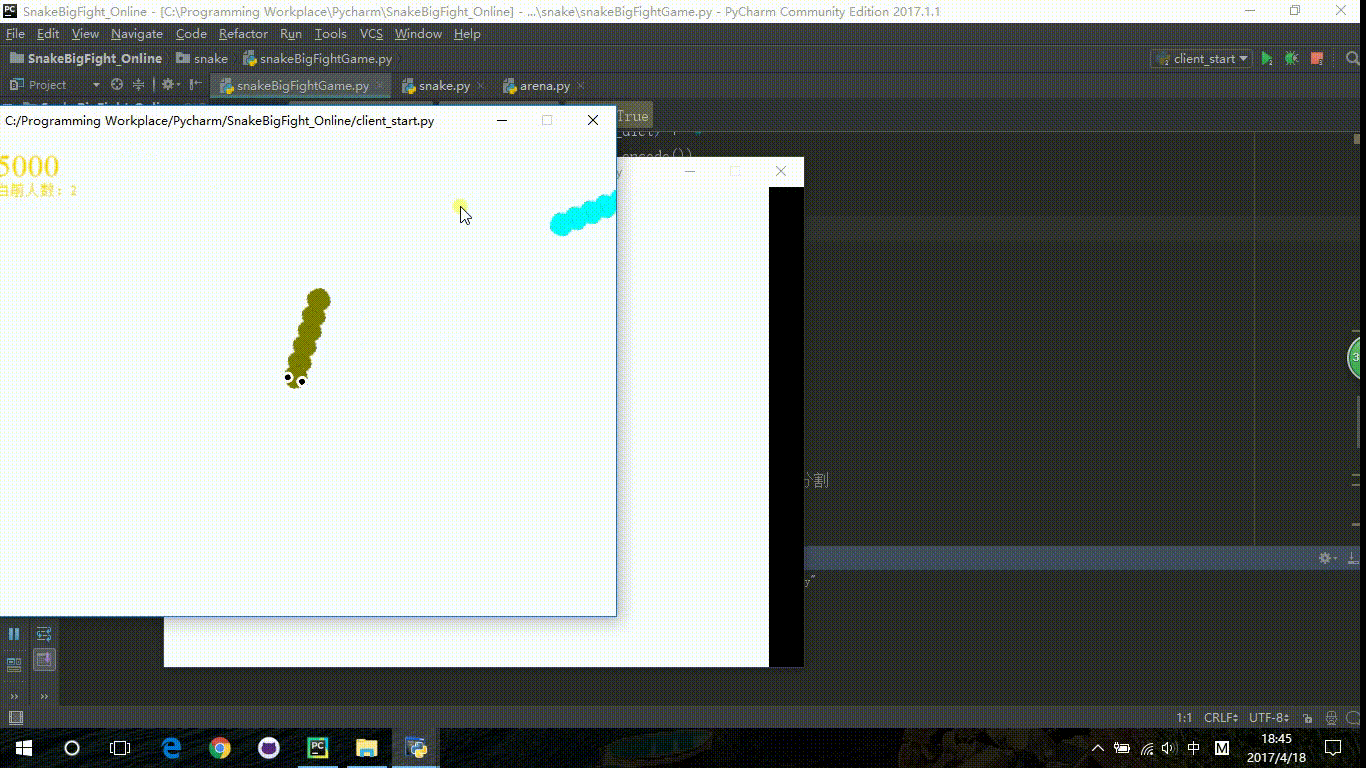 SnakeBigFight_Online - [C:\Programming Workplace\Pycharm\SnakeBigFight_Online] - ...\snake\snakeBigFightGame.py - PyCharm Community Edition 2017.1.1
File Edit View Navigate Code Refactor Run Tools VCS Window Help
SnakeBigFight_Online snake snakeBigFightGame.py client_start
Project snakeBigFightGame.py snake.py arena.py
True
C:/Programming Workplace/Pycharm/SnakeBigFight_Online/client_start.py
5000
当前人数: 2
分割
y"
1:1 CRLF UTF-8
中 M 18:45
2017/4/18